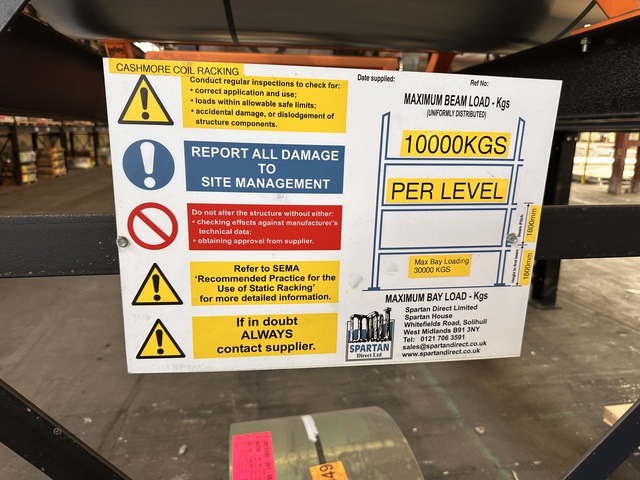 CASHMORE COIL RACKING
Conduct regular inspections to check for:
• correct application and use;
• loads within allowable safe limits;
• accidental damage, or dislodgement of
structure components.
REPORT ALL DAMAGE
TO
SITE MANAGEMENT
Do not alter the structure without either:
• checking effects against manufacturer's
technical data;
• obtaining approval from supplier.
Refer to SEMA
'Recommended Practice for the
Use of Static Racking'
for more detailed information.
If in doubt
ALWAYS
contact supplier.
Date supplied:
Ref No:
MAXIMUM BEAM LOAD - Kgs
(UNIFORMLY DISTRIBUTED)
10000KGS
PER LEVEL
1800mm
Max Bay Loading
30000 KGS
1800mm
MAXIMUM BAY LOAD - Kgs
SPARTAN
Direct Ltd
Spartan Direct Limited
Spartan House
Whitefields Road, Solihull
West Midlands B91 3NY
Tel: 0121 706 3591
sales@spartandirect.co.uk
www.spartandirect.co.uk
49